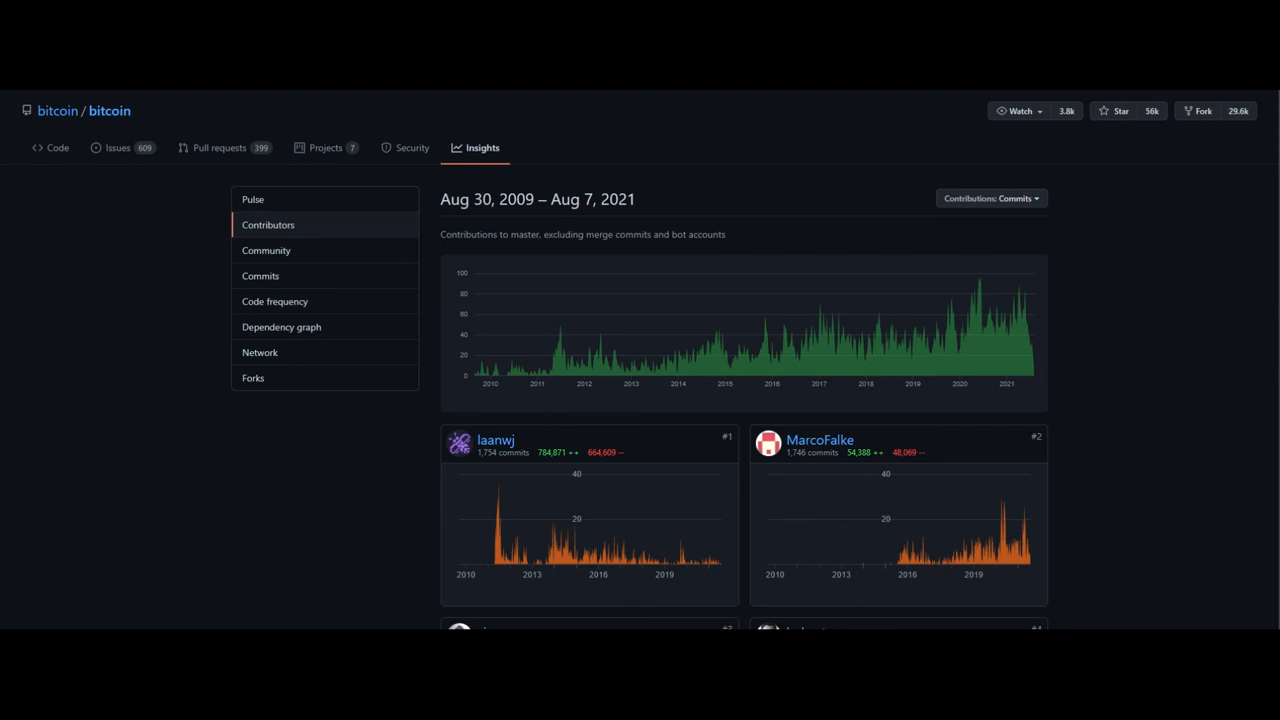 bitcoin / bitcoin
Watch 3.8k Star 56k Fork 29.6k
Code Issues 609 Pull requests 399 Projects 7 Security Insights
Pulse
Contributors
Community
Commits
Code frequency
Dependency graph
Network
Forks
Aug 30, 2009 – Aug 7, 2021
Contributions: Commits
Contributions to master, excluding merge commits and bot accounts
100
80
60
40
20
0
2010 2011 2012 2013 2014 2015 2016 2017 2018 2019 2020 2021
laanwj #1
1,754 commits 784,871 ++ 664,609 --
40
20
2010 2013 2016 2019
MarcoFalke #2
1,746 commits 54,388 ++ 48,069 --
40
20
2010 2013 2016 2019